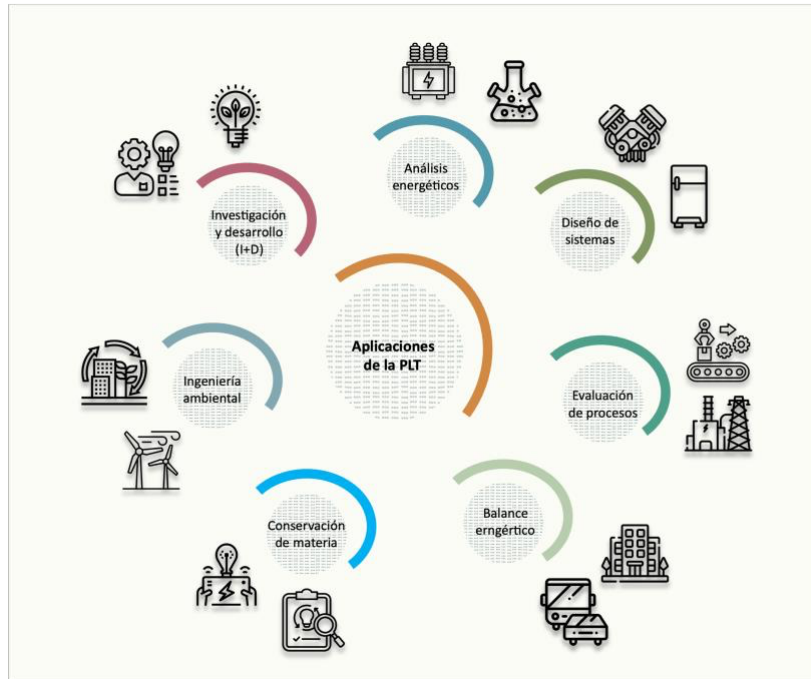 Análisis
energéticos
Investigación
y desarrollo
(I+D)
Diseño de
sistemas
Aplicaciones
de la PLT
Ingeniería
ambiental
Evaluación
de procesos
Conservación
de materia
Balance
erngértico